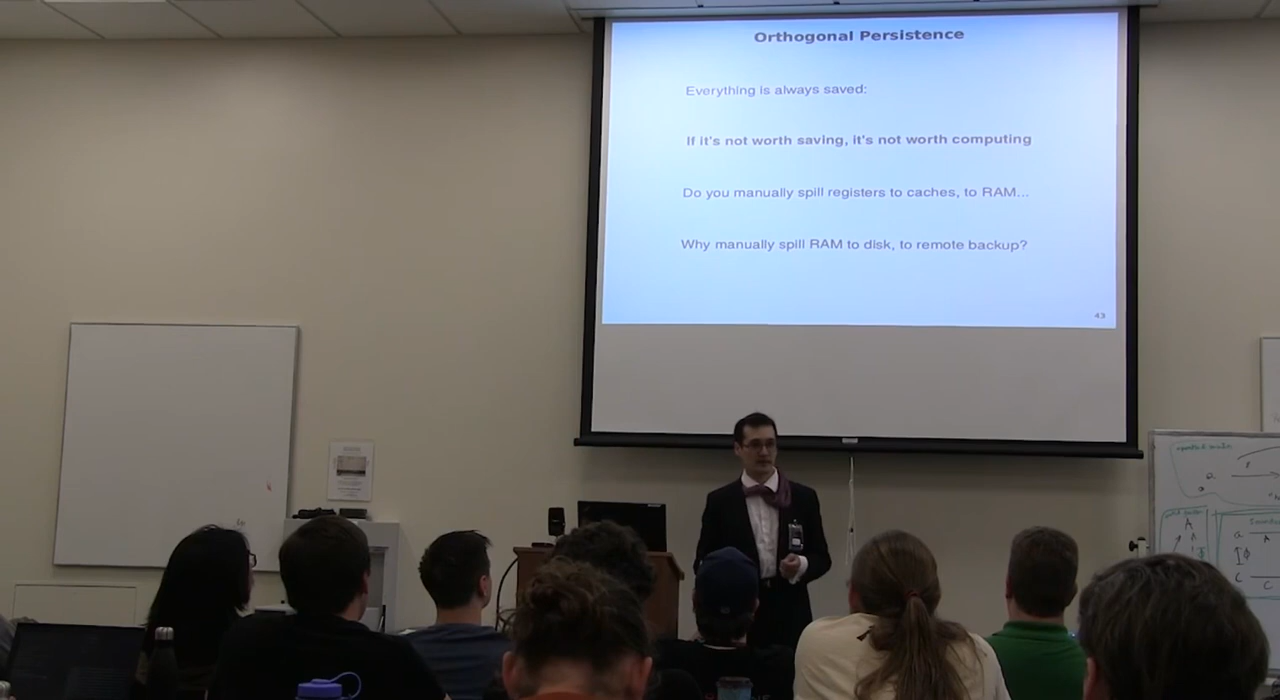 Orthogonal Persistence
Everything is always saved:
If it's not worth saving, it's not worth computing
Do you manually spill registers to caches, to RAM...
Why manually spill RAM to disk, to remote backup?
43